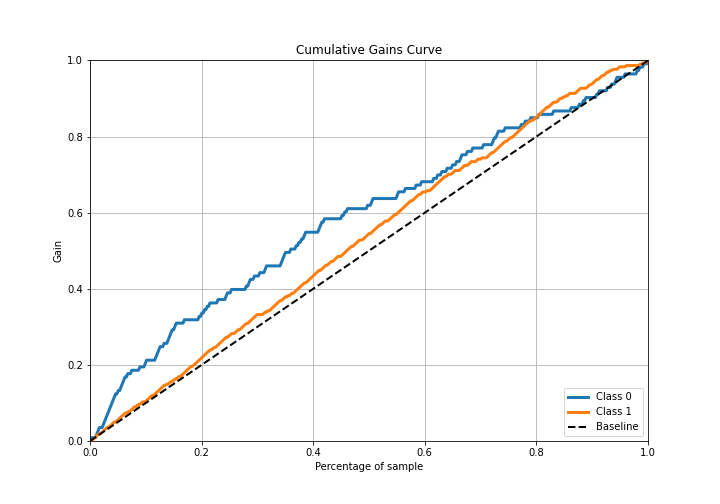 Cumulative Gains Curve
1.0
0.8
0.6
0.4
0.2
0.0
Gain
0.0 0.2 0.4 0.6 0.8 1.0
Percentage of sample
Class 0
Class 1
Baseline